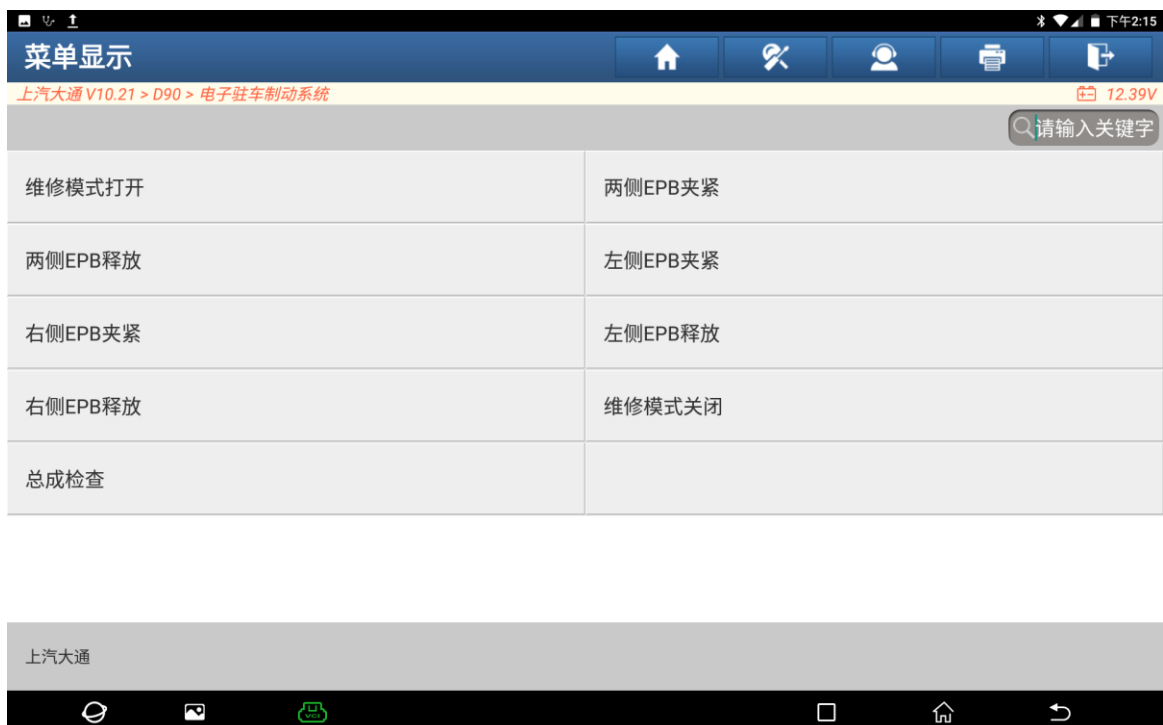 下午2:15
菜单显示
上汽大通 V10.21 > D90 > 电子驻车制动系统
12.39V
请输入关键字
维修模式打开
两侧EPB夹紧
两侧EPB释放
左侧EPB夹紧
右侧EPB夹紧
左侧EPB释放
右侧EPB释放
维修模式关闭
总成检查
上汽大通
VCI